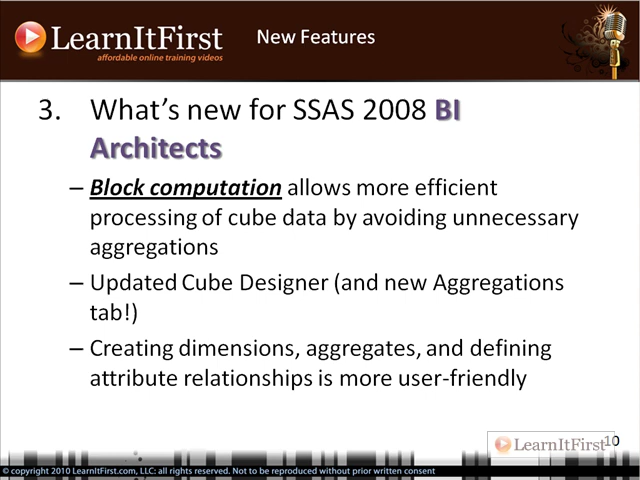 LearnItFirst
affordable online training videos
New Features
3. What's new for SSAS 2008 BI
Architects
– Block computation allows more efficient
processing of cube data by avoiding unnecessary
aggregations
– Updated Cube Designer (and new Aggregations
tab!)
– Creating dimensions, aggregates, and defining
attribute relationships is more user-friendly
LearnItFirst
10
© copyright 2010 LearnItFirst.com, LLC: all rights reserved. Not to be reproduced without prior written consent